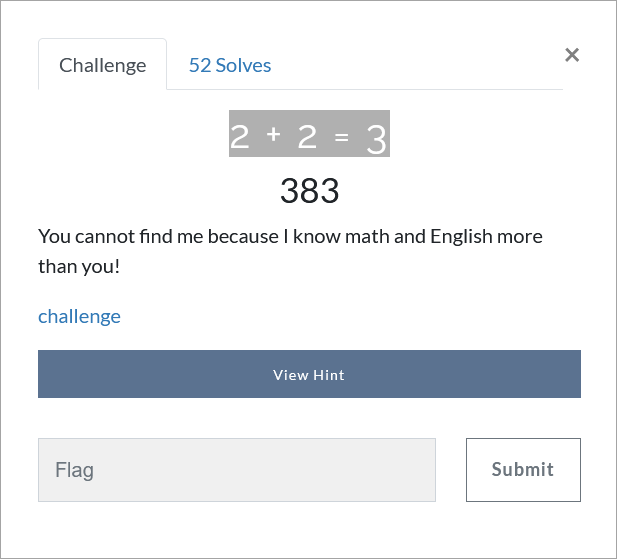 Challenge
52 Solves
×
2 + 2 = 3
383
You cannot find me because I know math and English more
than you!
challenge
View Hint
Flag
Submit